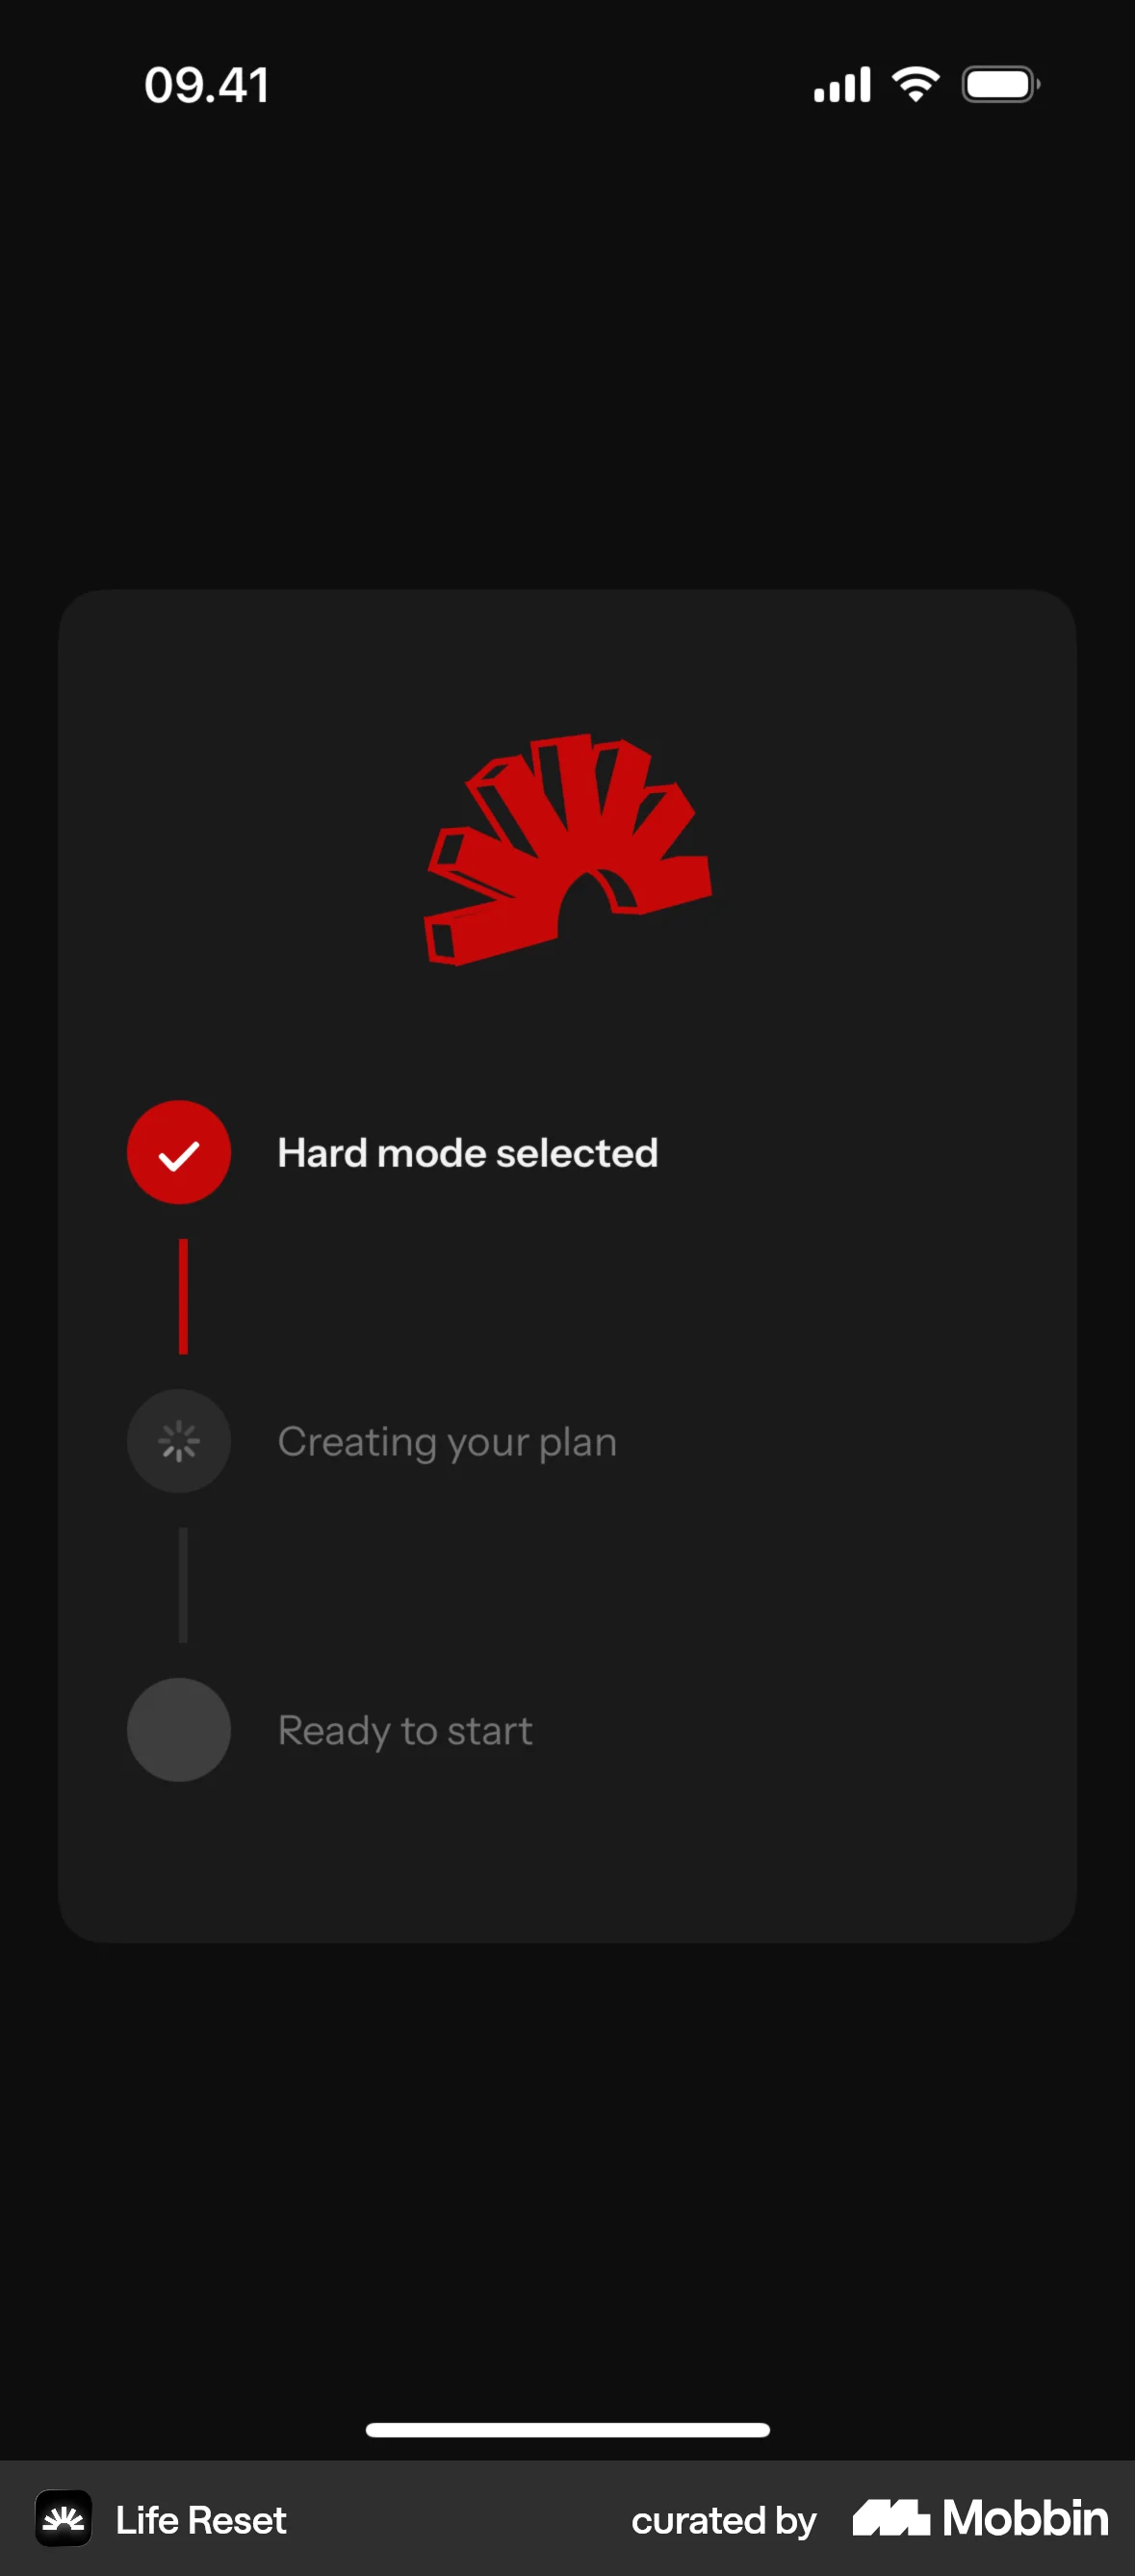 09.41
Hard mode selected
Creating your plan
Ready to start
Life Reset
curated by Mobbin